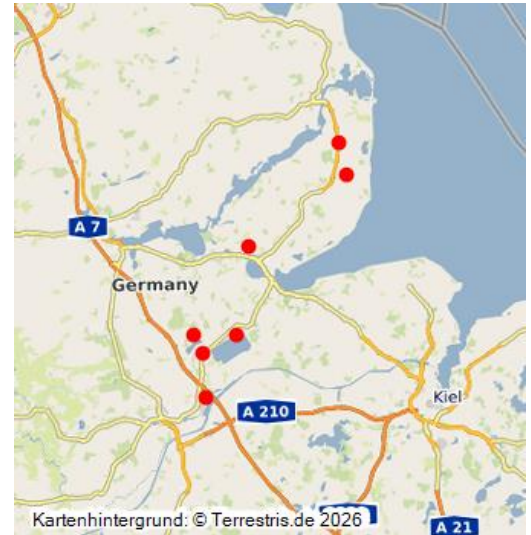 A 7
Germany
Kiel
A 210
A 21
Kartenhintergrund: © Terrestris.de 2026